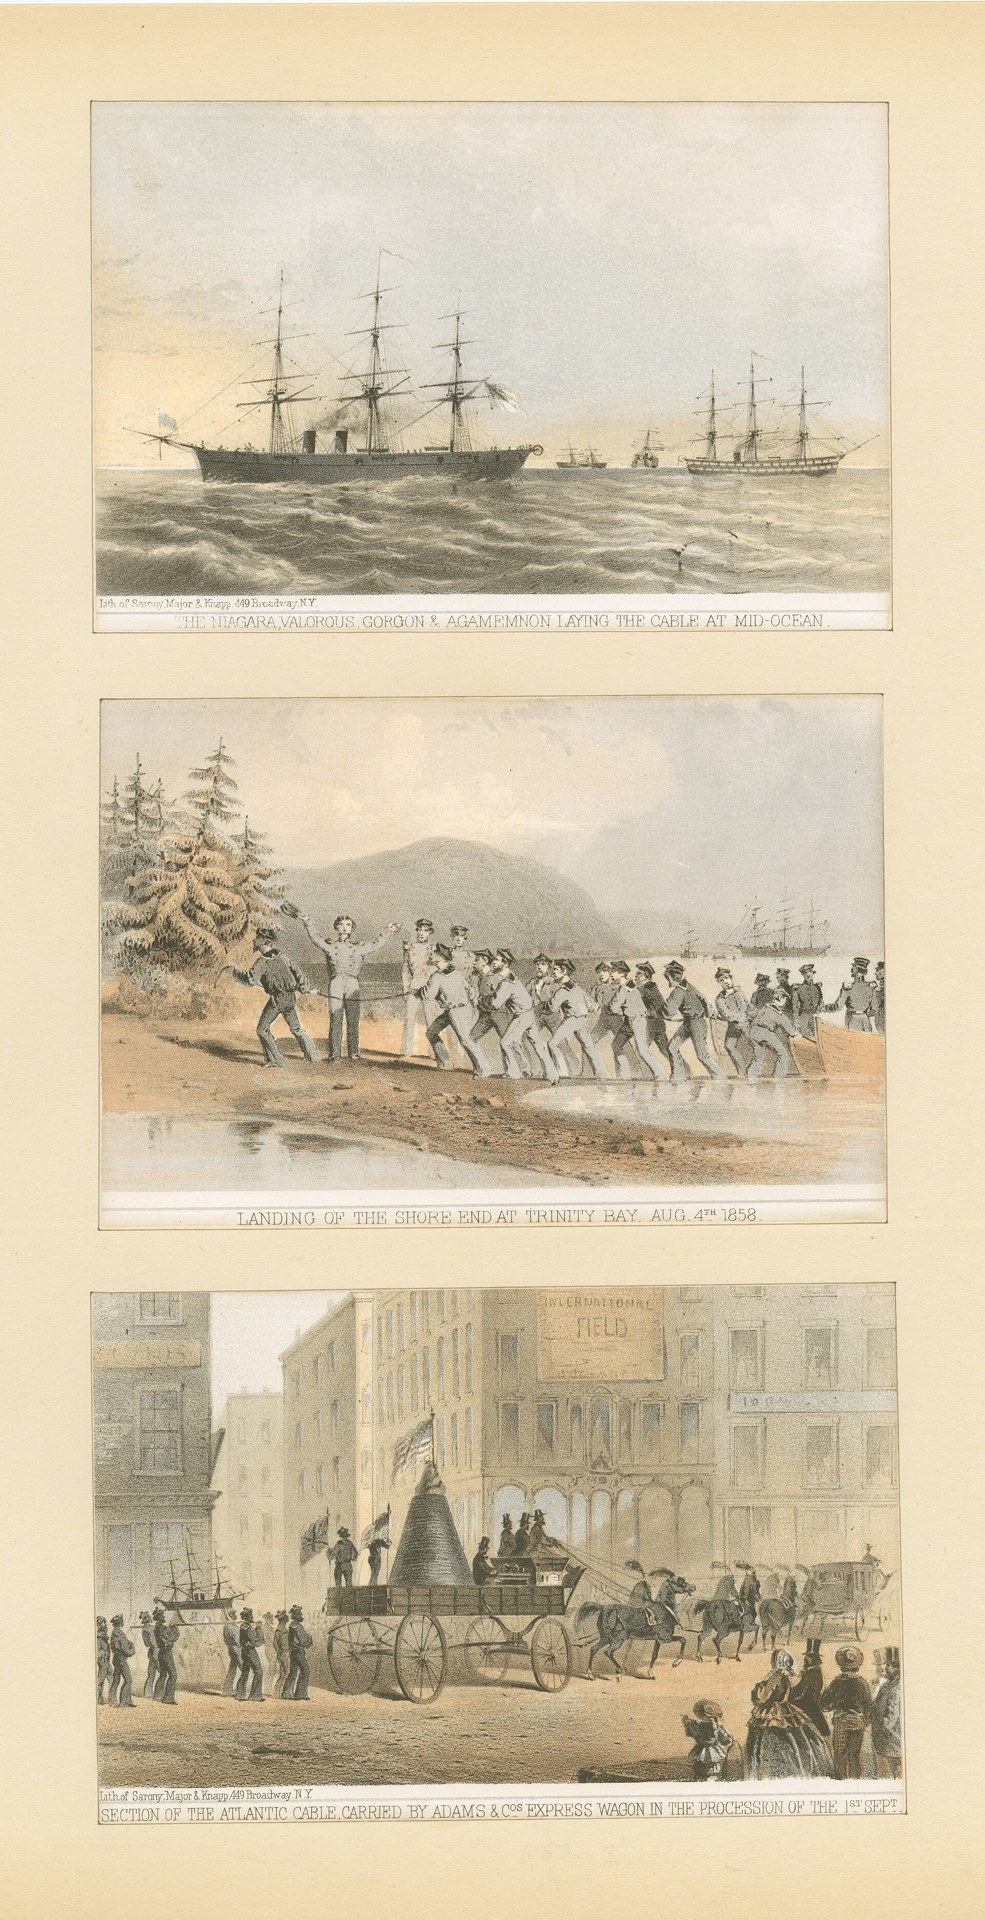 Lith. of Sarony, Major & Knapp, 449 Broadway, N.Y.
THE NIAGARA, VALOROUS, GORGON & AGAMEMNON LAYING THE CABLE AT MID-OCEAN.
LANDING OF THE SHORE END AT TRINITY BAY, AUG. 4TH 1858.
INTERNATIONAL
FIELD
Lith. of Sarony, Major & Knapp, 449 Broadway N.Y.
SECTION OF THE ATLANTIC CABLE, CARRIED BY ADAMS & COS EXPRESS WAGON IN THE PROCESSION OF THE 1ST SEPT.